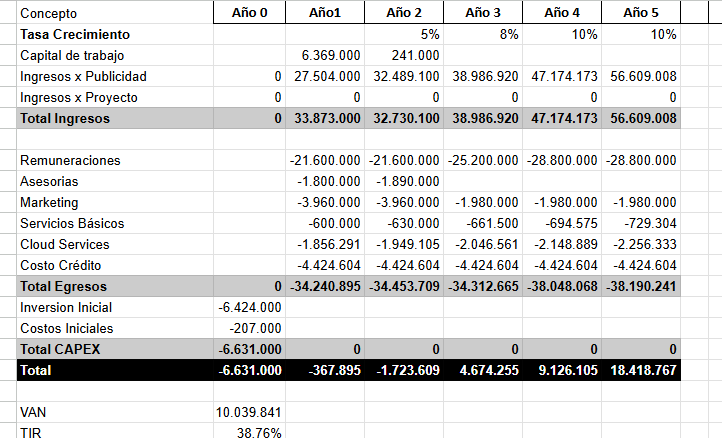 Concepto Año 0 Año1 Año 2 Año 3 Año 4 Año 5
Tasa Crecimiento 5% 8% 10% 10%
Capital de trabajo 6.369.000 241.000
Ingresos x Publicidad 0 27.504.000 32.489.100 38.986.920 47.174.173 56.609.008
Ingresos x Proyecto 0 0 0 0 0 0
Total Ingresos 0 33.873.000 32.730.100 38.986.920 47.174.173 56.609.008
Remuneraciones -21.600.000 -21.600.000 -25.200.000 -28.800.000 -28.800.000
Asesorias -1.800.000 -1.890.000
Marketing -3.960.000 -3.960.000 -1.980.000 -1.980.000 -1.980.000
Servicios Básicos -600.000 -630.000 -661.500 -694.575 -729.304
Cloud Services -1.856.291 -1.949.105 -2.046.561 -2.148.889 -2.256.333
Costo Crédito -4.424.604 -4.424.604 -4.424.604 -4.424.604 -4.424.604
Total Egresos 0 -34.240.895 -34.453.709 -34.312.665 -38.048.068 -38.190.241
Inversion Inicial -6.424.000
Costos Iniciales -207.000
Total CAPEX -6.631.000 0 0 0 0 0
Total -6.631.000 -367.895 -1.723.609 4.674.255 9.126.105 18.418.767
VAN 10.039.841
TIR 38,76%